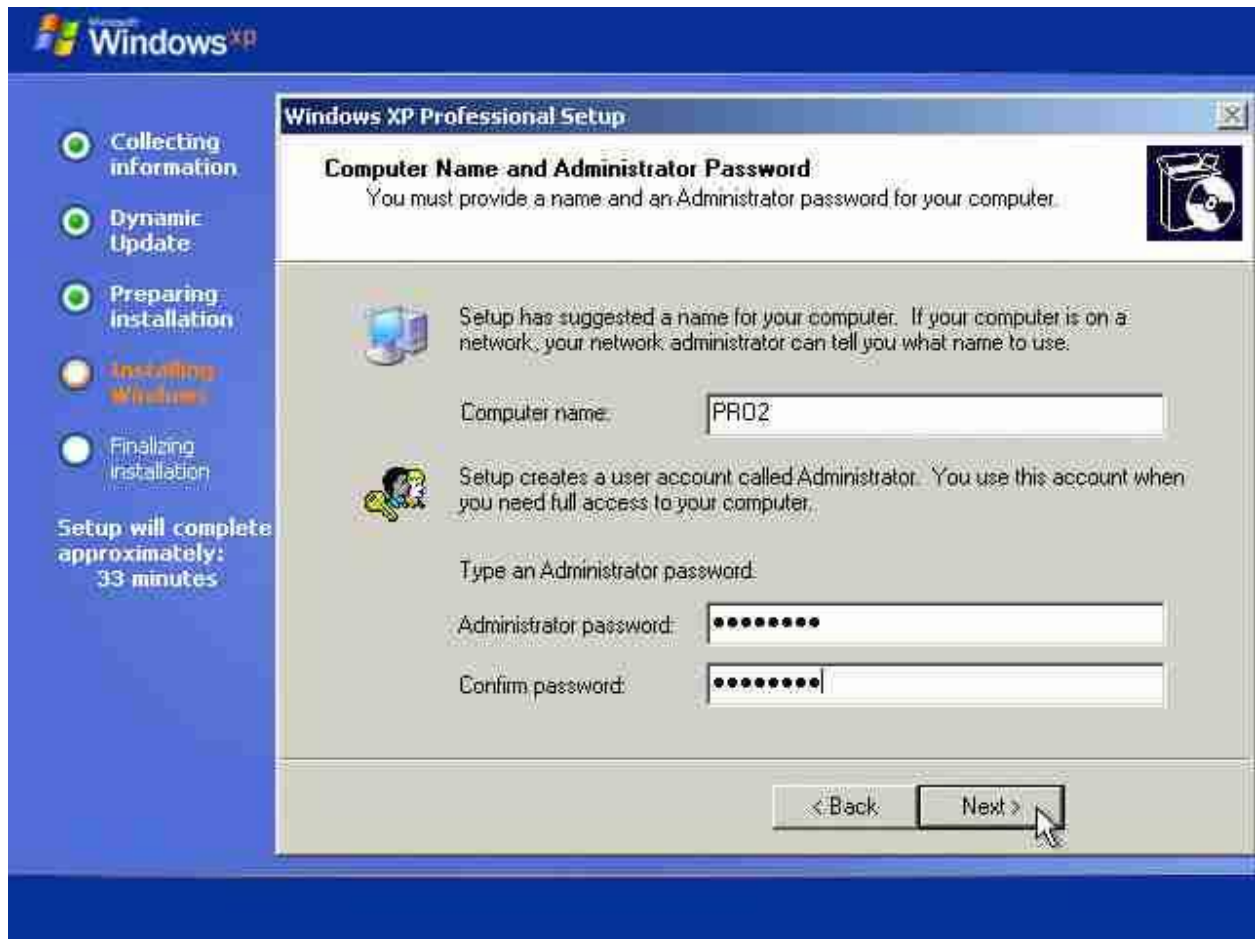 Microsoft
Windows xp
Collecting
information
Dynamic
Update
Preparing
installation
Installing
Windows
Finalizing
installation
Setup will complete
approximately:
33 minutes
Windows XP Professional Setup
Computer Name and Administrator Password
You must provide a name and an Administrator password for your computer.
Setup has suggested a name for your computer. If your computer is on a
network, your network administrator can tell you what name to use.
Computer name: PRO2
Setup creates a user account called Administrator. You use this account when
you need full access to your computer.
Type an Administrator password.
Administrator password: ●●●●●●●●
Confirm password: ●●●●●●●●
< Back Next >